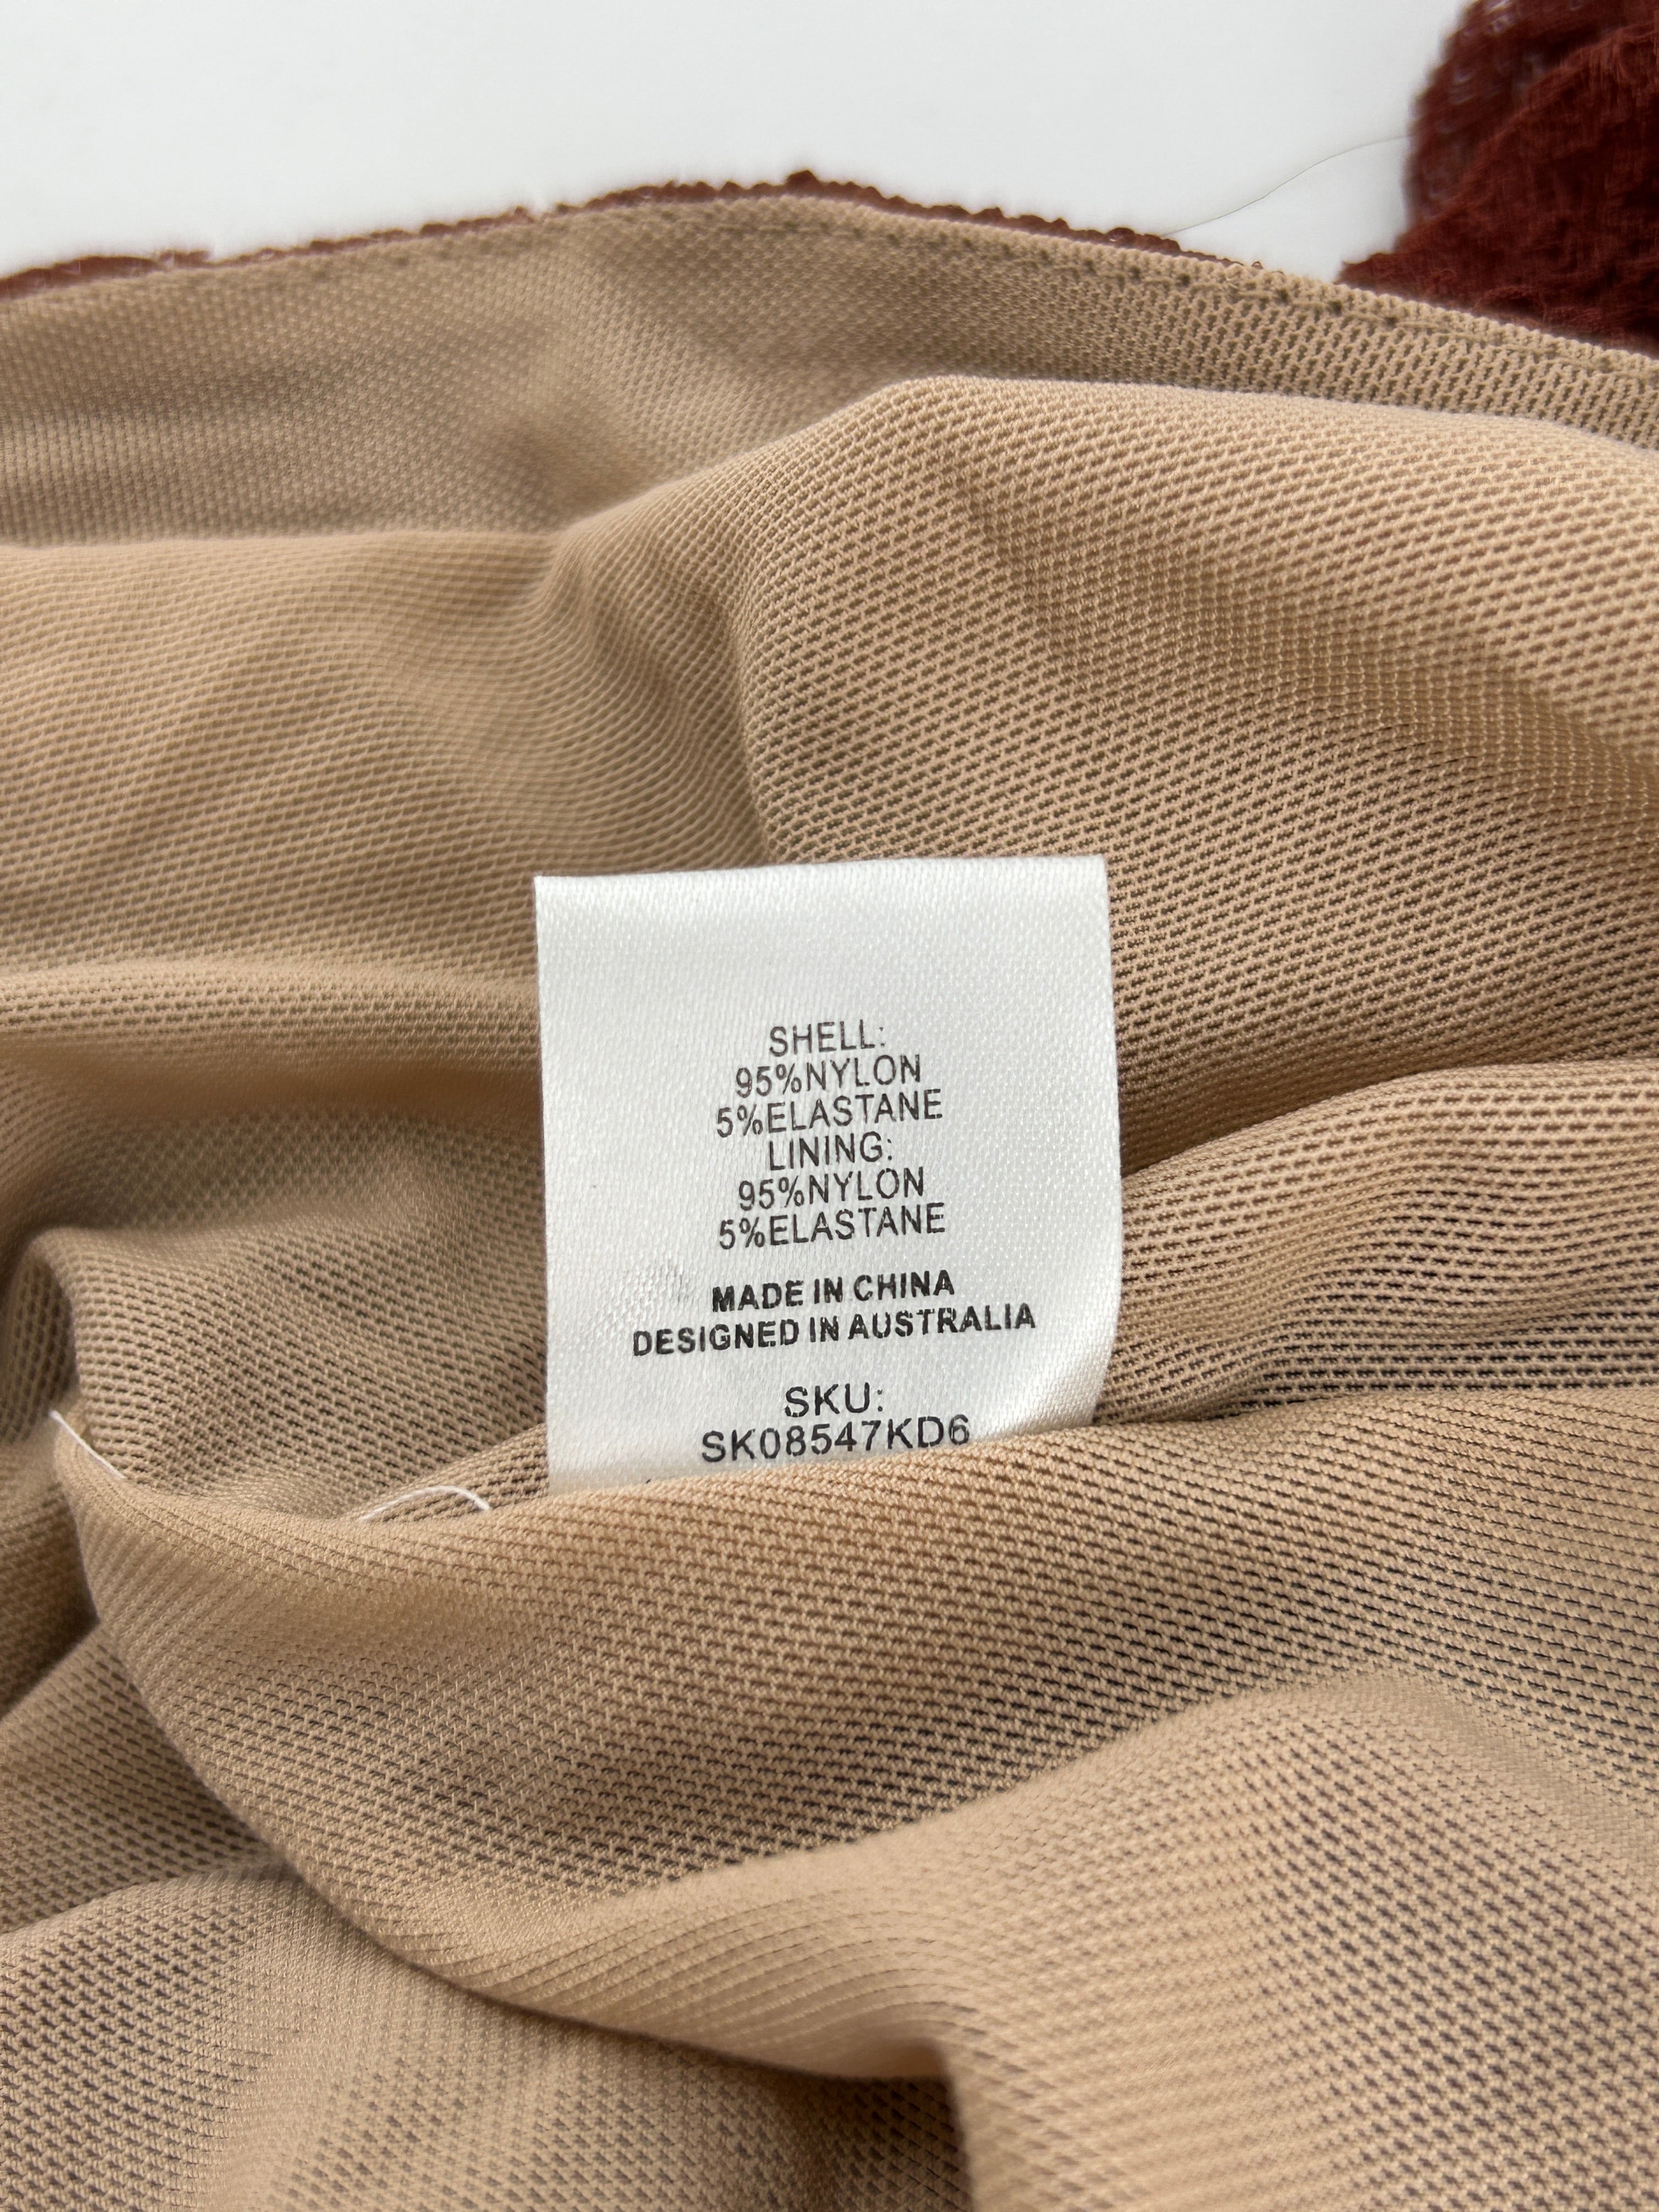 SHELL:
95%NYLON
5%ELASTANE
LINING:
95%NYLON
5%ELASTANE
MADE IN CHINA
DESIGNED IN AUSTRALIA
SKU:
SK08547KD6